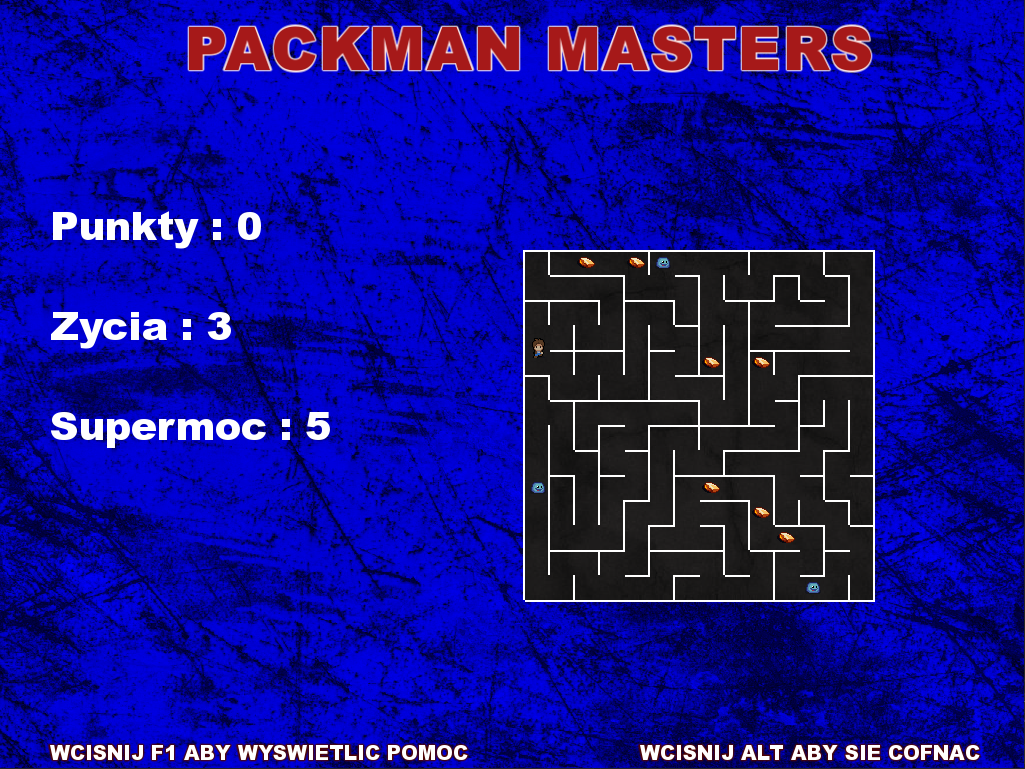 PACKMAN MASTERS
Punkty : 0
Zycia : 3
Supermoc : 5
WCISNIJ F1 ABY WYSWIETLIC POMOC
WCISNIJ ALT ABY SIE COFNAC